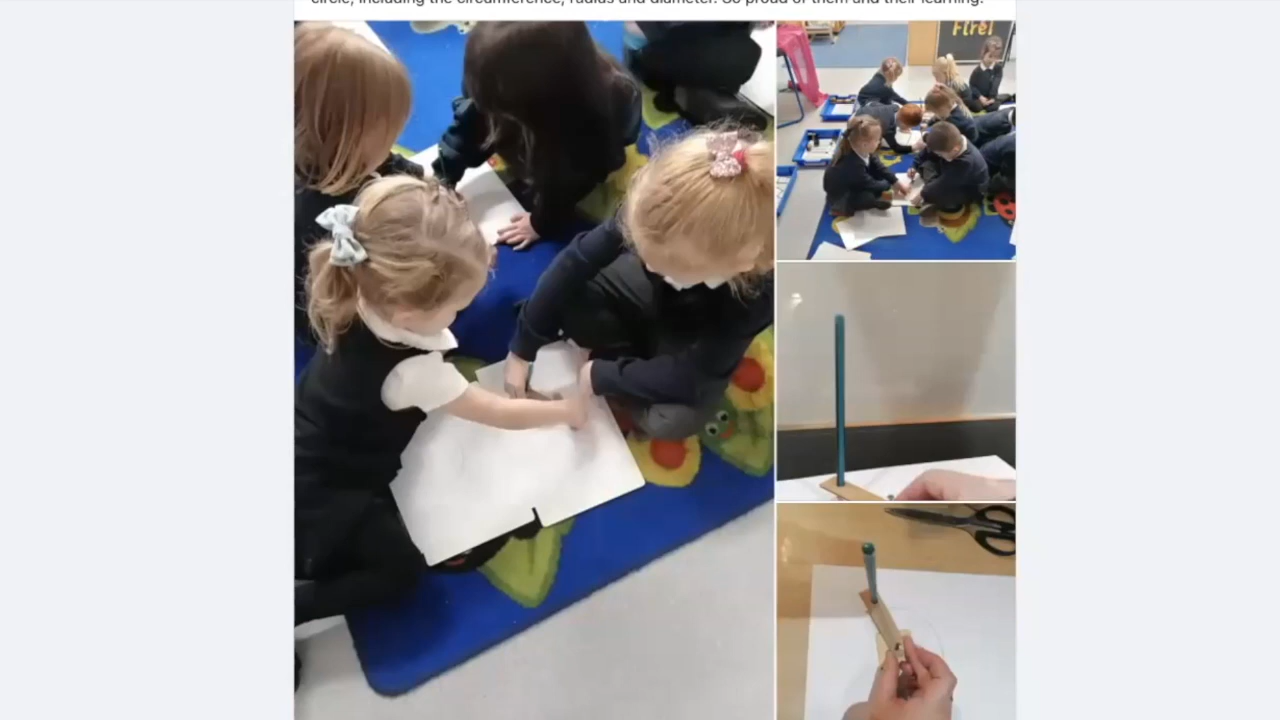 circle, including the circumference, radius and diameter. So proud of them and their learning.
Fire!